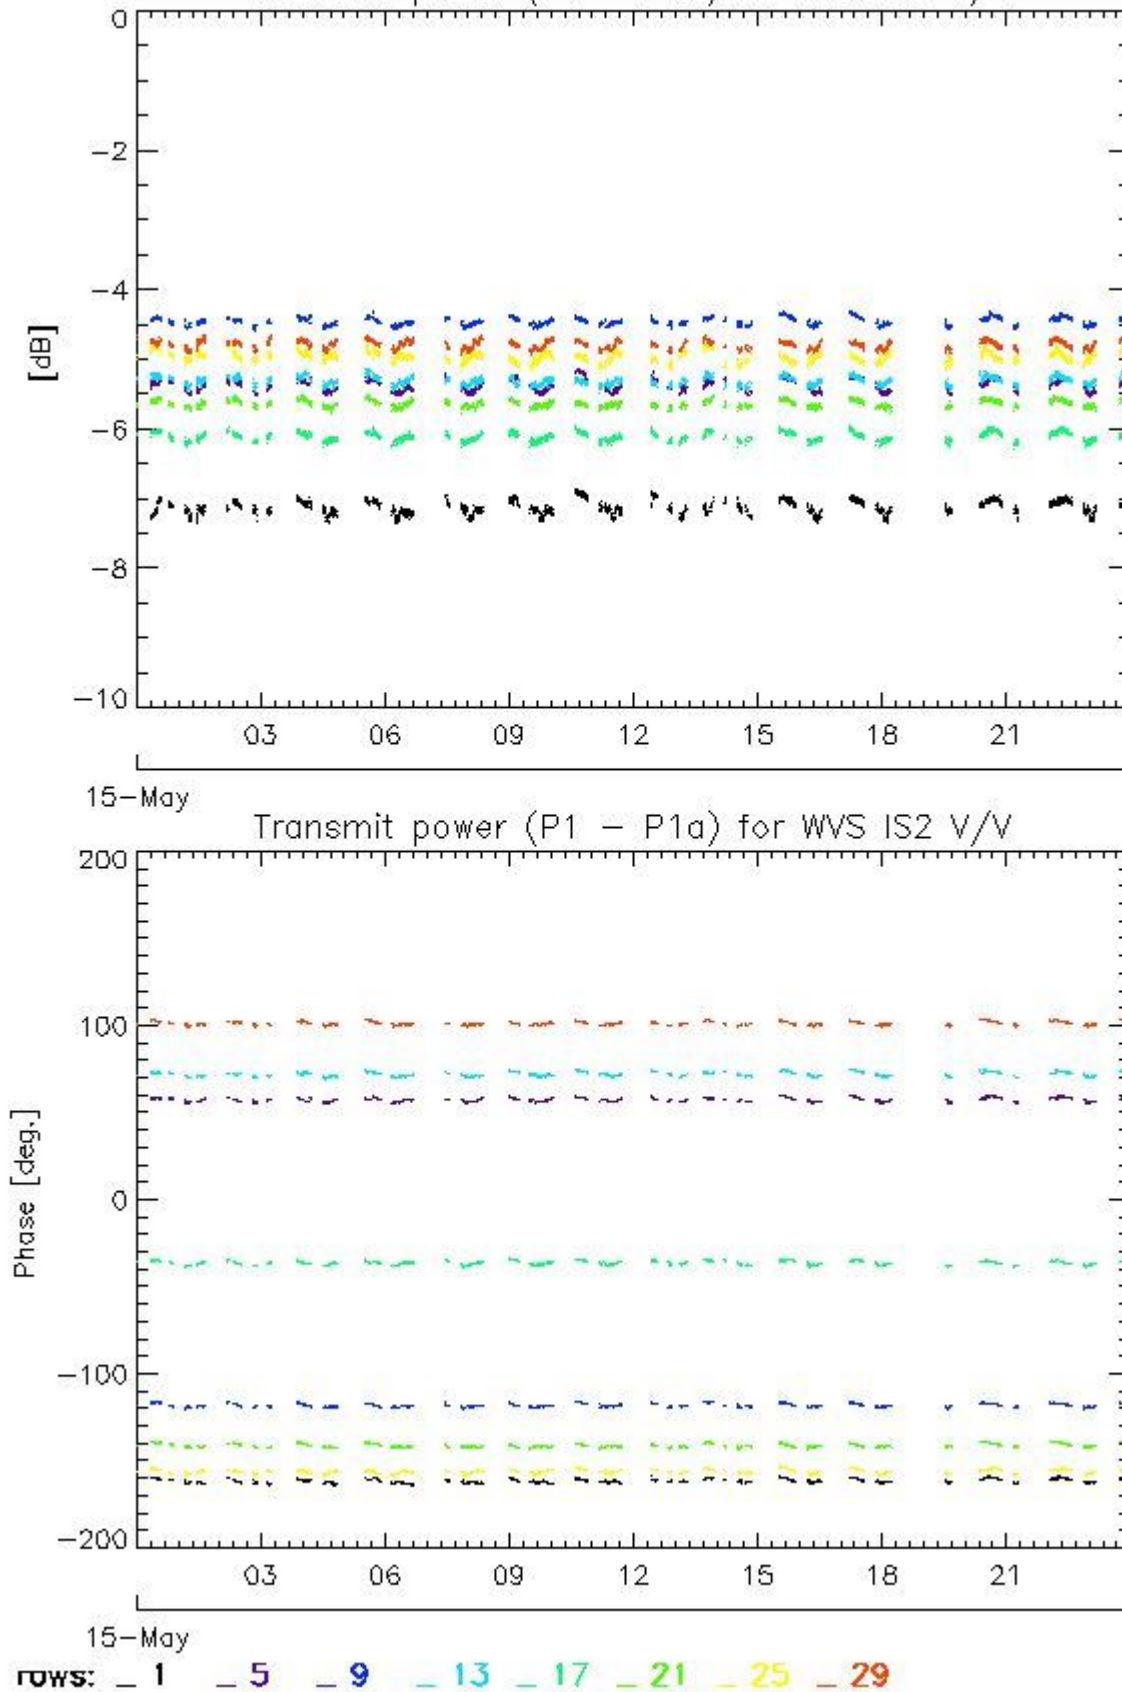 0
-2
-4
[dB]
-6
-8
-10
03 06 09 12 15 18 21
15-May
Transmit power (P1 - P1a) for WVS IS2 V/V
200
100
0
Phase [deg.]
-100
-200
03 06 09 12 15 18 21
15-May
rows: _ 1 _ 5 _ 9 _ 13 _ 17 _ 21 _ 25 _ 29